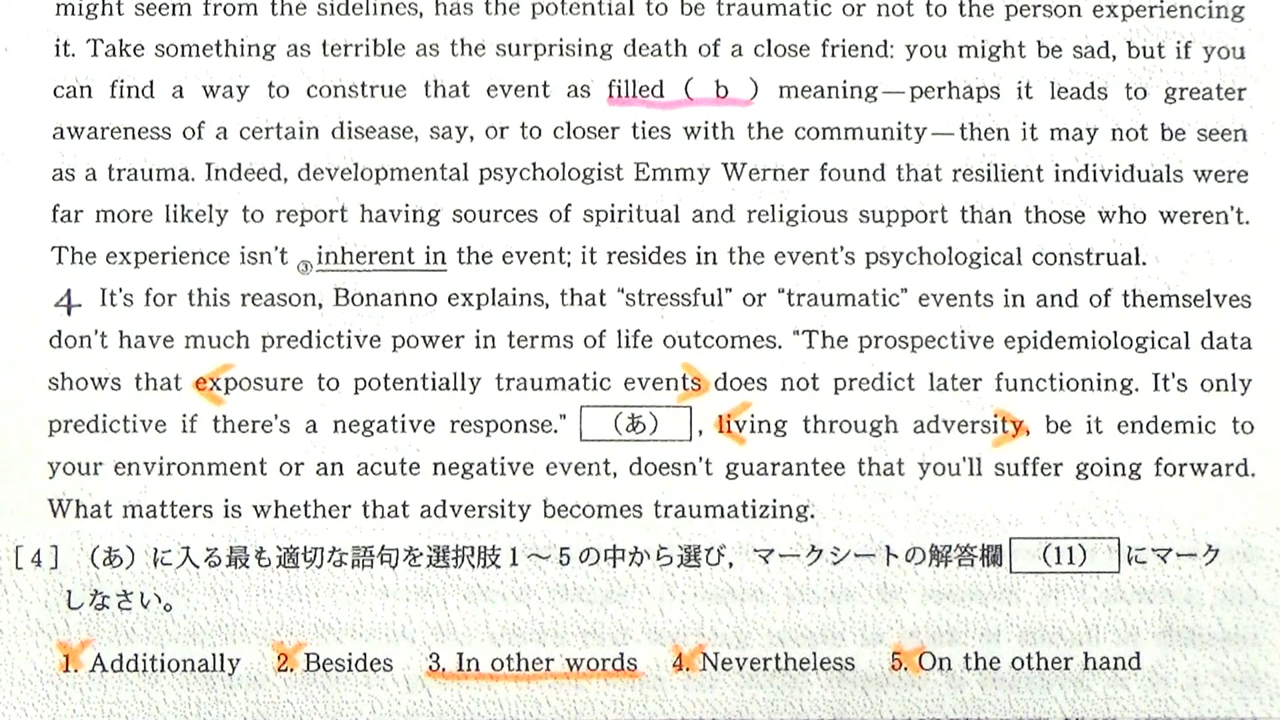 might seem from the sidelines, has the potential to be traumatic or not to the person experiencing
it. Take something as terrible as the surprising death of a close friend: you might be sad, but if you
can find a way to construe that event as filled ( b ) meaning—perhaps it leads to greater
awareness of a certain disease, say, or to closer ties with the community—then it may not be seen
as a trauma. Indeed, developmental psychologist Emmy Werner found that resilient individuals were
far more likely to report having sources of spiritual and religious support than those who weren't.
The experience isn't ③inherent in the event; it resides in the event's psychological construal.
4 It's for this reason, Bonanno explains, that “stressful” or “traumatic” events in and of themselves
don't have much predictive power in terms of life outcomes. "The prospective epidemiological data
shows that exposure to potentially traumatic events does not predict later functioning. It's only
predictive if there's a negative response." (あ), living through adversity, be it endemic to
your environment or an acute negative event, doesn't guarantee that you'll suffer going forward.
What matters is whether that adversity becomes traumatizing.
[4] (あ)に入る最も適切な語句を選択肢1～5の中から選び，マークシートの解答欄 (11) にマーク
しなさい。
1. Additionally 2. Besides 3. In other words 4. Nevertheless 5. On the other hand